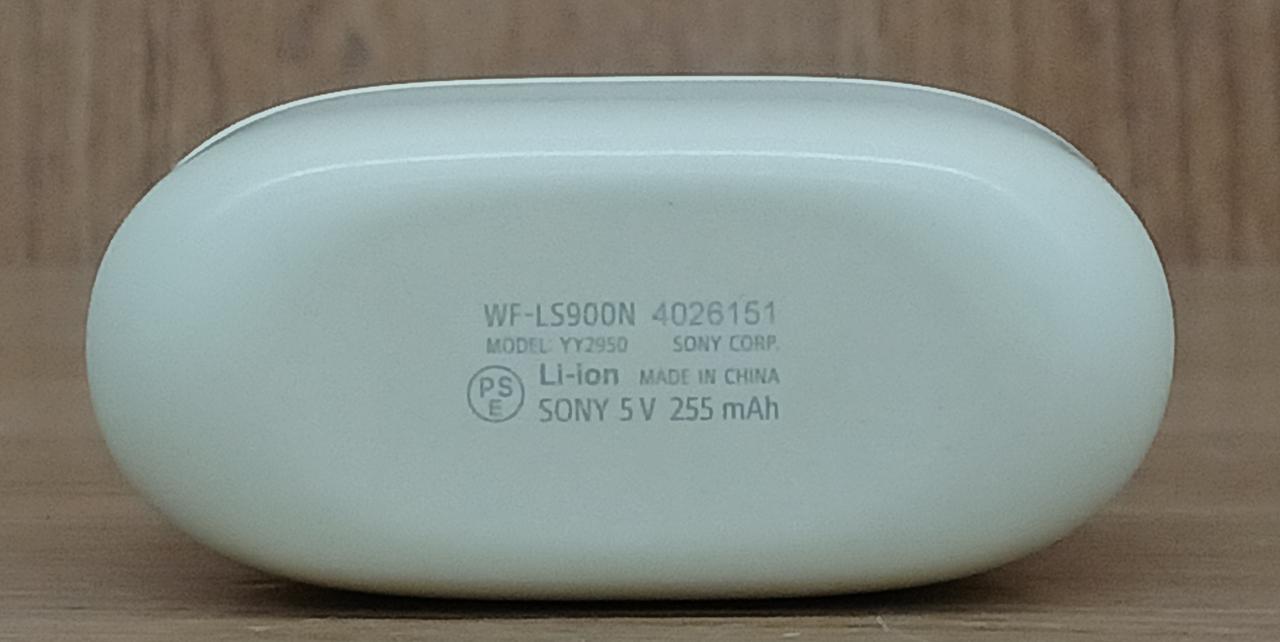 WF-LS900N 4026151
MODEL: YY2950 SONY CORP.
PS E Li-ion MADE IN CHINA
SONY 5 V 255 mAh